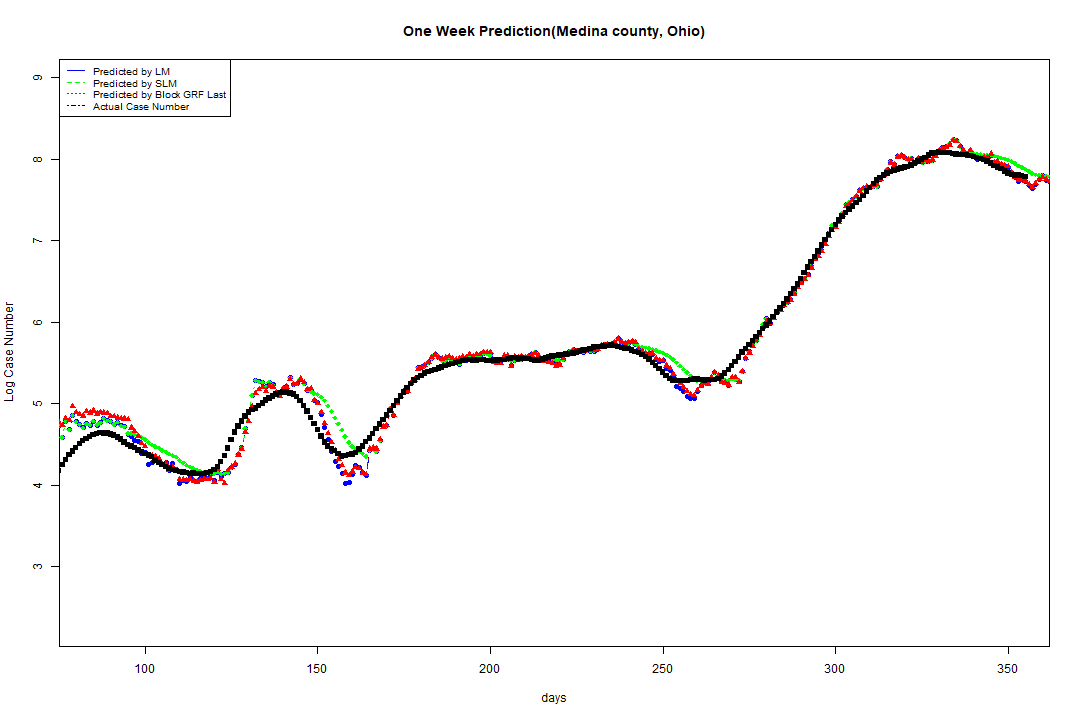 One Week Prediction(Medina county, Ohio)
Predicted by LM
Predicted by SLM
Predicted by Block GRF Last
Actual Case Number
9
8
7
6
5
4
3
Log Case Number
100 150 200 250 300 350
days